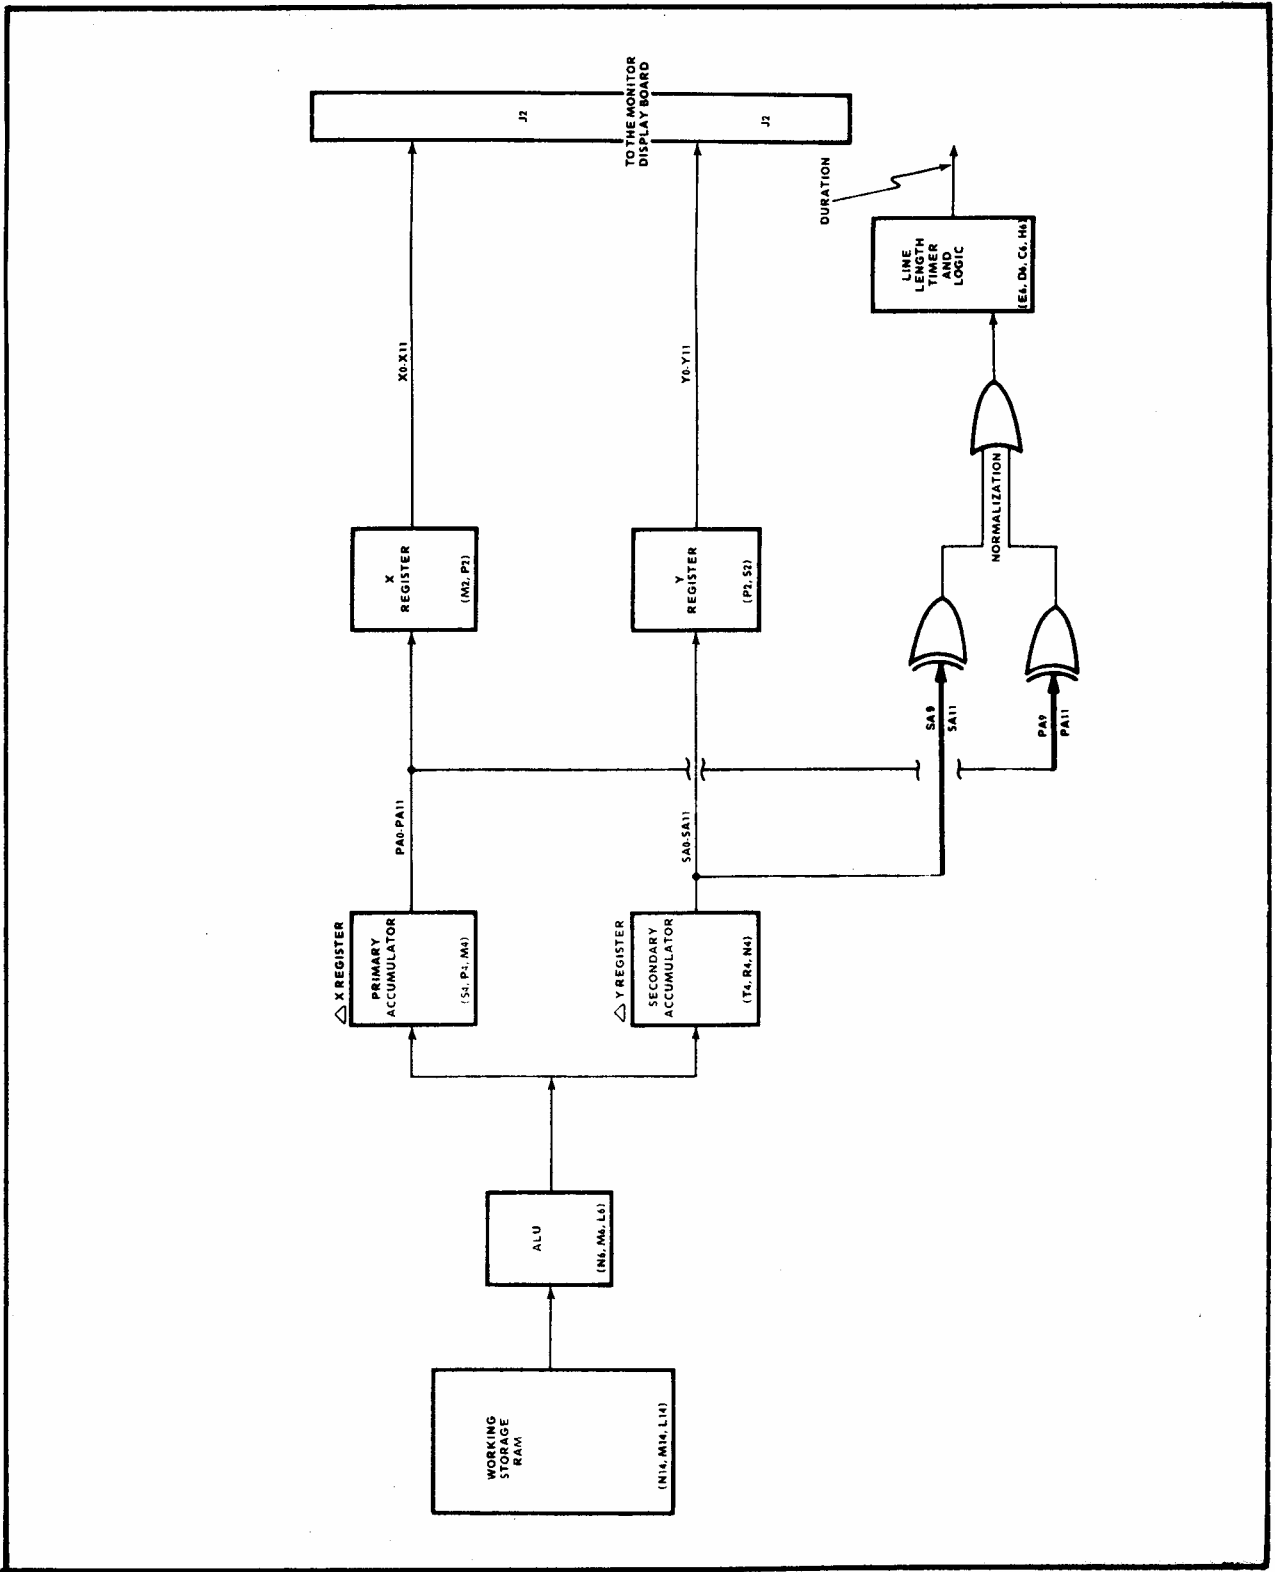 WORKING
STORAGE
RAM
(N14, M14, L14)
ALU
(N6, M6, L6)
△ X REGISTER
PRIMARY
ACCUMULATOR
(S4, P4, M4)
△ Y REGISTER
SECONDARY
ACCUMULATOR
(T4, R4, N4)
PA0-PA11
SA0-SA11
X
REGISTER
(M2, P2)
Y
REGISTER
(P2, S2)
X0-X11
Y0-Y11
J2
TO THE MONITOR
DISPLAY BOARD
J2
SA9
SA11
PA9
PA11
NORMALIZATION
LINE
LENGTH
TIMER
AND
LOGIC
(E6, D6, C6, H6)
DURATION